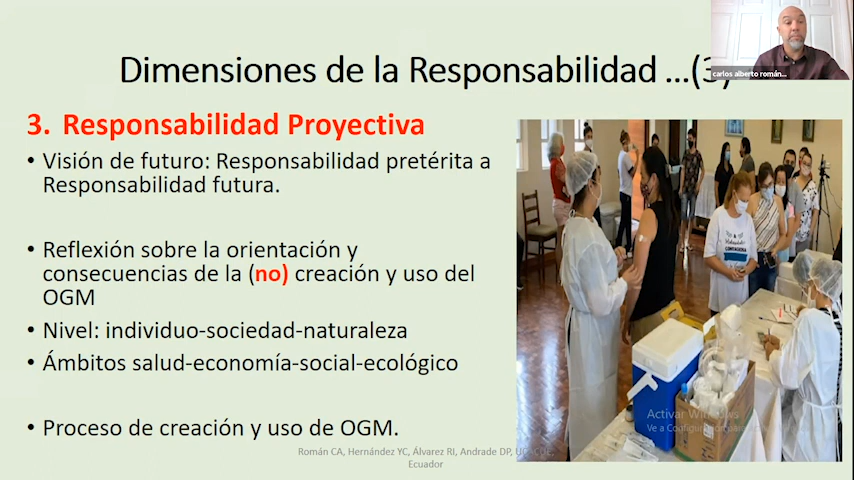 Dimensiones de la Responsabilidad ...(3)
carlos alberto román...
3. Responsabilidad Proyectiva
• Visión de futuro: Responsabilidad pretérita a
Responsabilidad futura.
• Reflexión sobre la orientación y
consecuencias de la (no) creación y uso del
OGM
• Nivel: individuo-sociedad-naturaleza
• Ámbitos salud-economía-social-ecológico
• Proceso de creación y uso de OGM.
Activar Windows
Román CA, Hernández YC, Álvarez RI, Andrade DP,
Ecuador